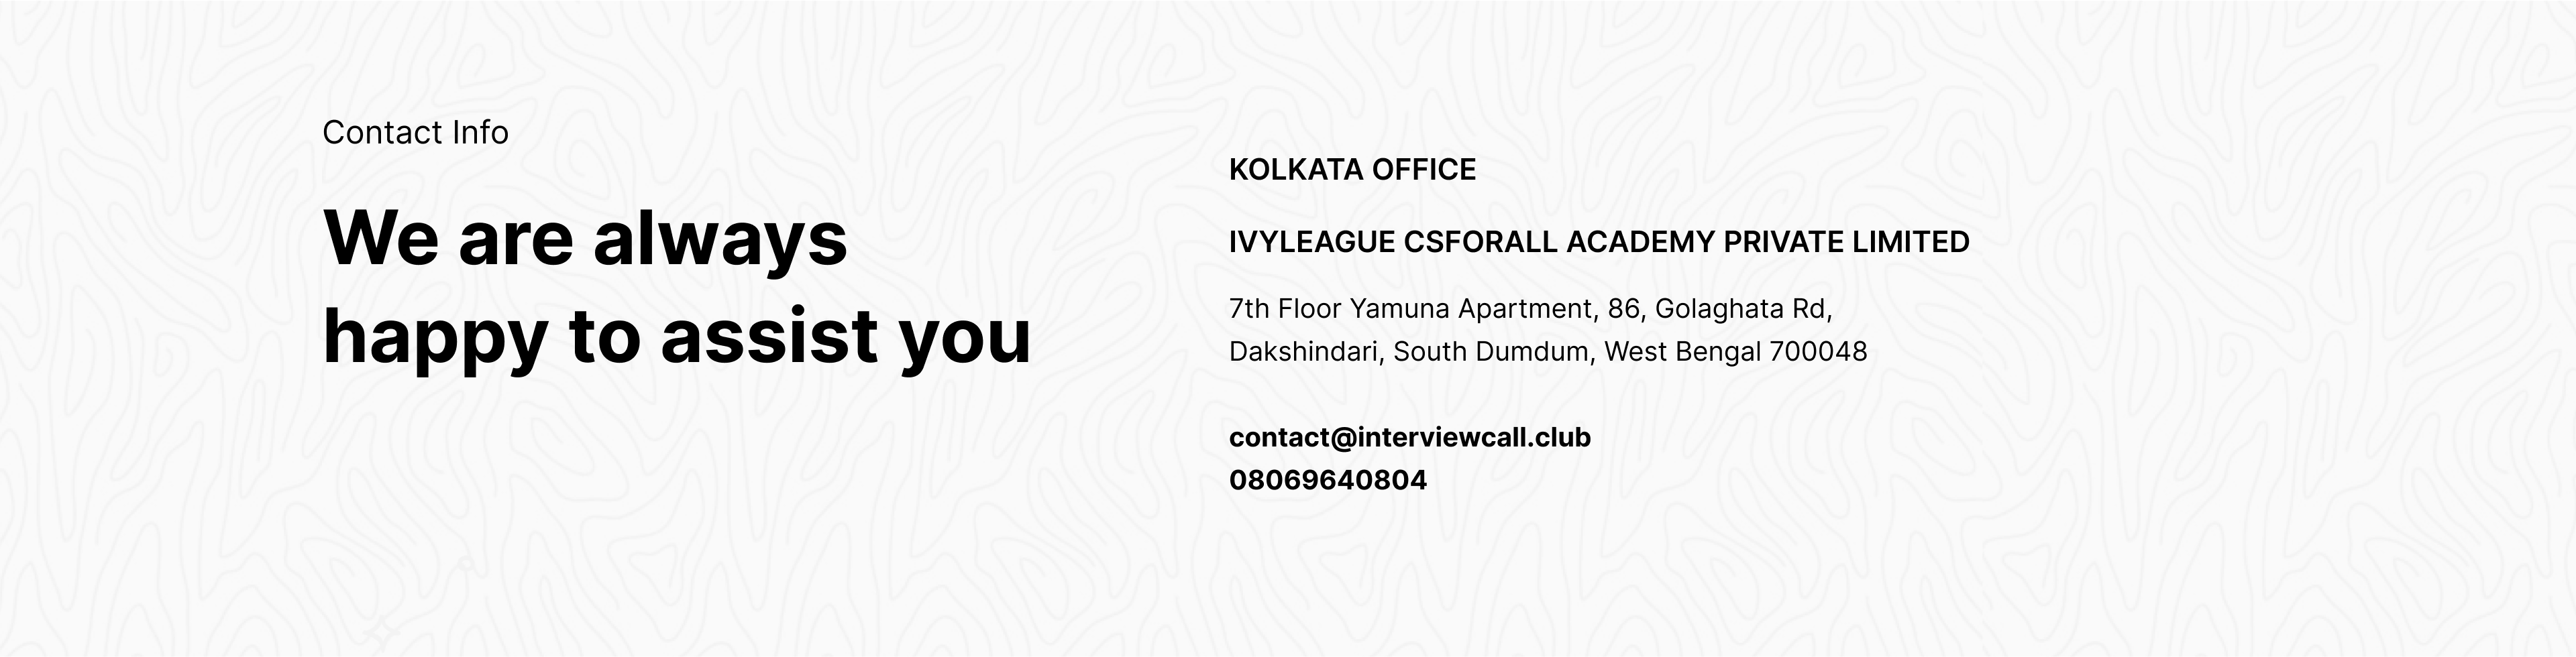 Contact Info
We are always
happy to assist you
KOLKATA OFFICE
IVYLEAGUE CSFORALL ACADEMY PRIVATE LIMITED
7th Floor Yamuna Apartment, 86, Golaghata Rd,
Dakshindari, South Dumdum, West Bengal 700048
contact@interviewcall.club
08069640804